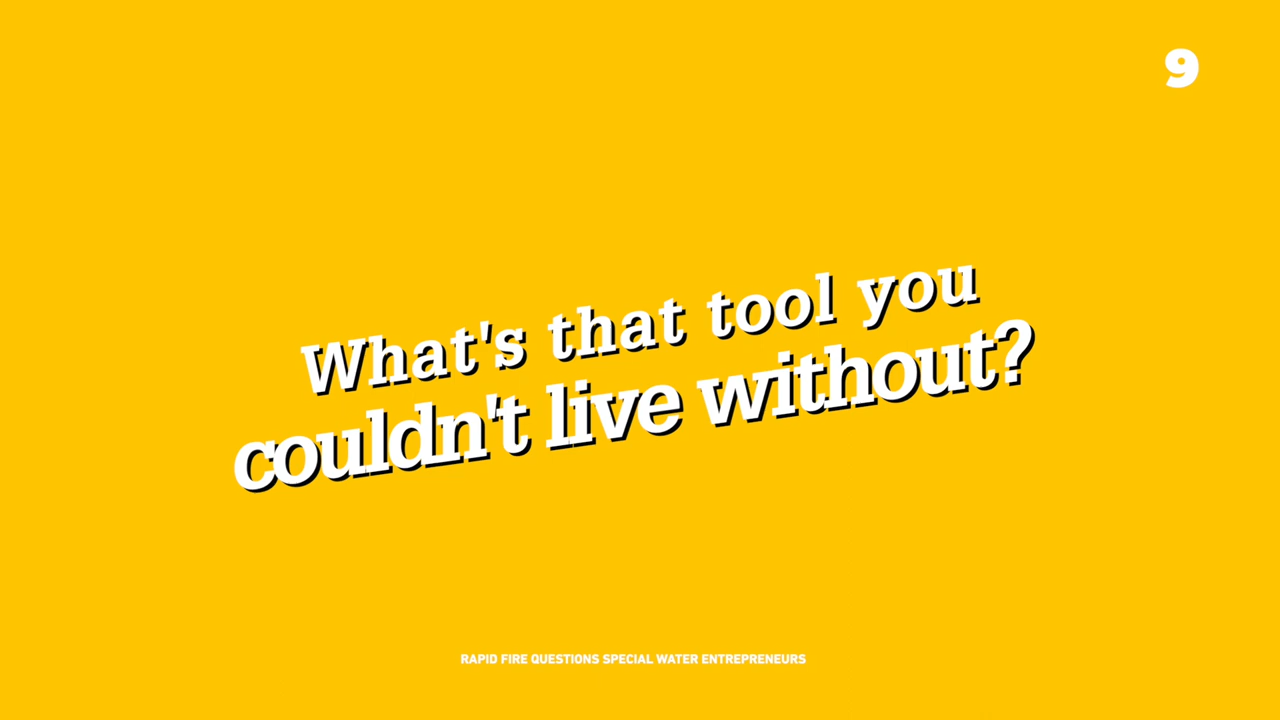 9
What's that tool you
couldn't live without?
RAPID FIRE QUESTIONS SPECIAL WATER ENTREPRENEURS